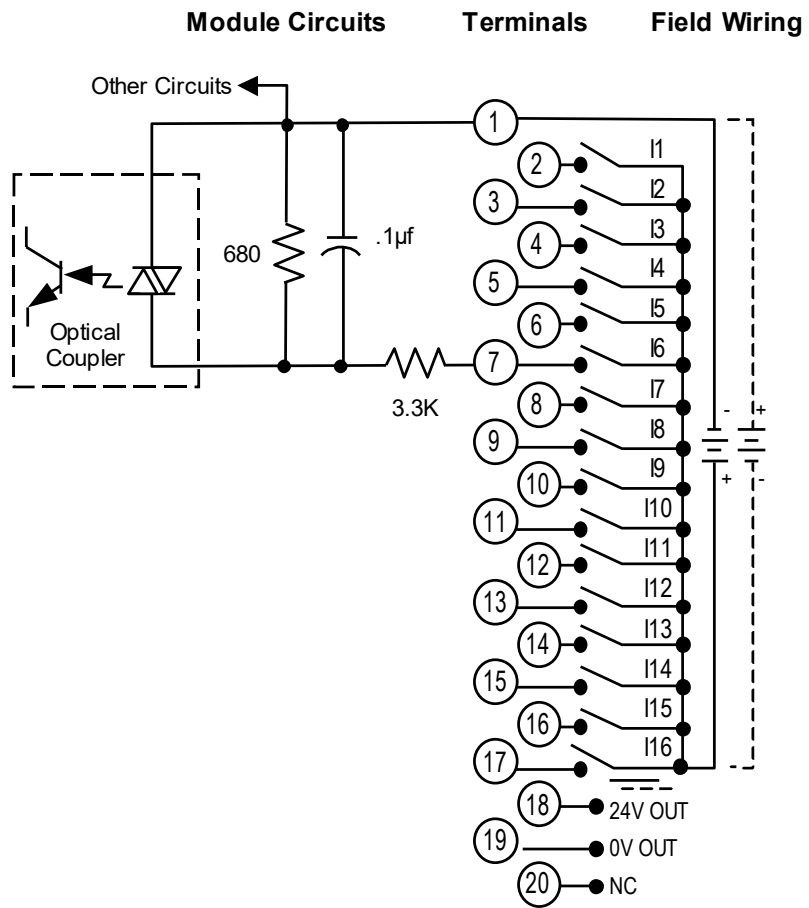 Module Circuits Terminals Field Wiring
Other Circuits
1
2 I1
3 I2
4 I3
680 .1µf
5 I4
Optical
Coupler
6 I5
7 I6
3.3K
8 I7
- +
9 I8
+ -
10 I9
11 I10
12 I11
13 I12
14 I13
15 I14
16 I15
17 I16
18 24V OUT
19 0V OUT
20 NC